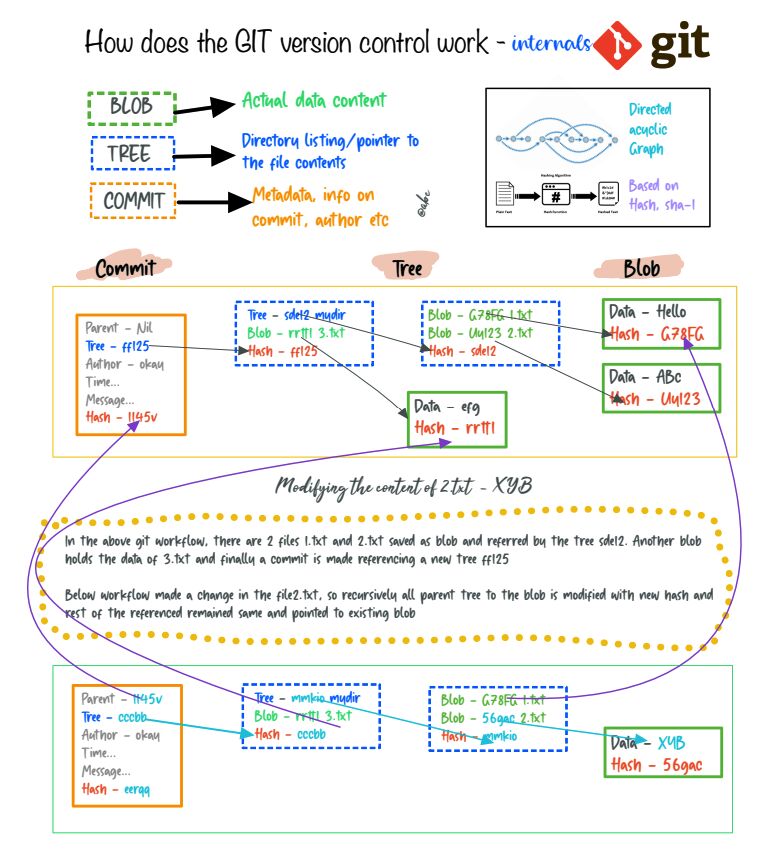 How does the GIT version control work - internals git
BLOB
Actual data content
TREE
Directory listing/pointer to
the file contents
COMMIT
Metadata, info on
commit, author etc
@abc
Directed
acyclic
Graph
Hashing Algorithm
Plain Text
#
Hash Function
Hashed Text
Based on
Hash, sha-1
Commit
Tree
Blob
Parent - Nil
Tree - ff125
Author - okay
Time...
Message...
Hash - 1145v
Tree - sde12 mydir
Blob - rr1t1 3.txt
Hash - ff125
Blob - G78FG 1.txt
Blob - Uu123 2.txt
Hash - sde12
Data - Hello
Hash - G78FG
Data - ABc
Hash - Uu123
Data - efg
Hash - rr1t1
Modifying the content of 2.txt - XYB
In the above git workflow, there are 2 files 1.txt and 2.txt saved as blob and referred by the tree sde12. Another blob
holds the data of 3.txt and finally a commit is made referencing a new tree ff125
Below workflow made a change in the file2.txt, so recursively all parent tree to the blob is modified with new hash and
rest of the referenced remained same and pointed to existing blob
Parent - 1145v
Tree - cccbb
Author - okay
Time...
Message...
Hash - eerqq
Tree - mmkio mydir
Blob - rr1t1 3.txt
Hash - cccbb
Blob - G78FG 1.txt
Blob - 56gac 2.txt
Hash - mmkio
Data - XYB
Hash - 56gac